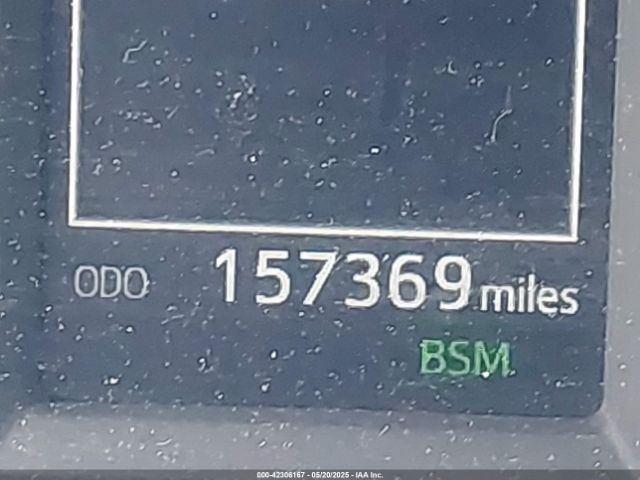 ODO 157369 miles
BSM
000-42306167 - 05/20/2025 - IAA Inc.